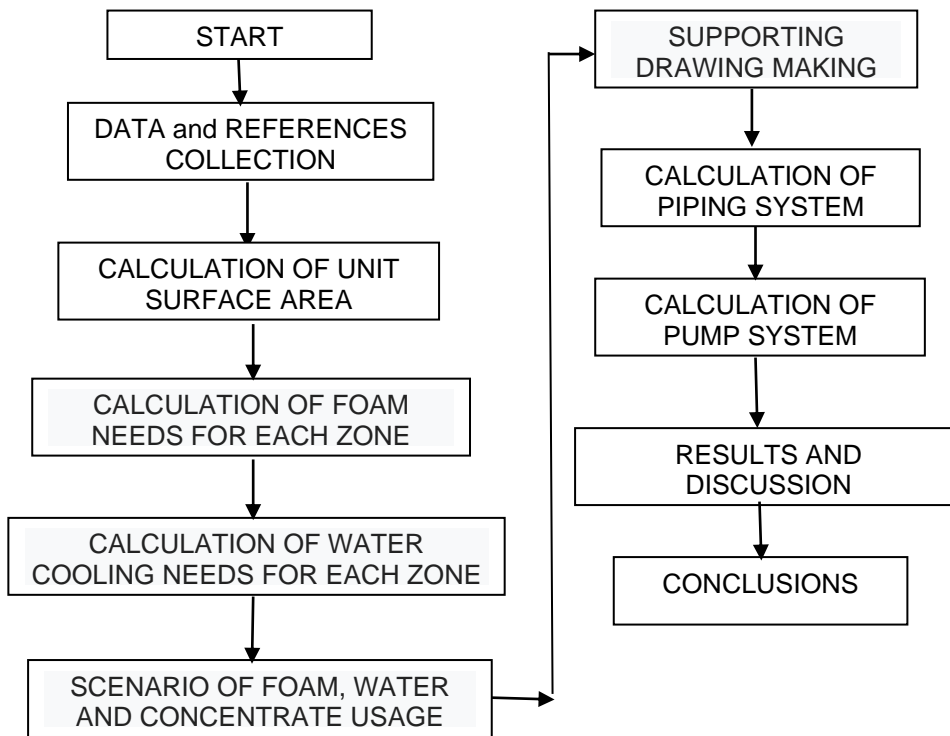 START
DATA and REFERENCES
COLLECTION
CALCULATION OF UNIT
SURFACE AREA
CALCULATION OF FOAM
NEEDS FOR EACH ZONE
CALCULATION OF WATER
COOLING NEEDS FOR EACH ZONE
SCENARIO OF FOAM, WATER
AND CONCENTRATE USAGE
SUPPORTING
DRAWING MAKING
CALCULATION OF
PIPING SYSTEM
CALCULATION OF
PUMP SYSTEM
RESULTS AND
DISCUSSION
CONCLUSIONS